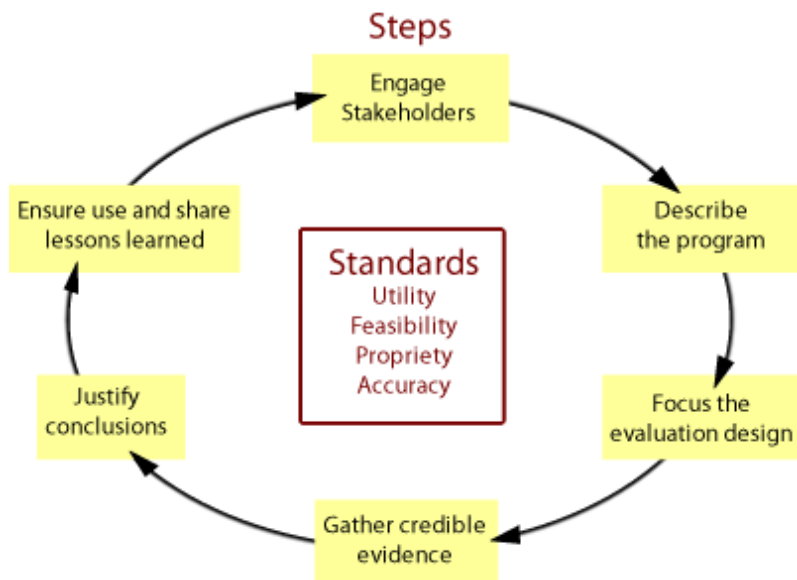 Steps
Engage
Stakeholders
Describe
the program
Focus the
evaluation design
Gather credible
evidence
Justify
conclusions
Ensure use and share
lessons learned
Standards
Utility
Feasibility
Propriety
Accuracy